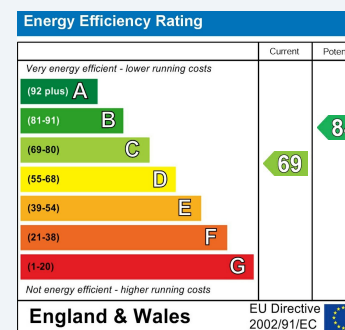 Energy Efficiency Rating
Current
Very energy efficient - lower running costs
(92 plus) A
(81-91) B
(69-80) C
(55-68) D
(39-54) E
(21-38) F
(1-20) G
69
Not energy efficient - higher running costs
England & Wales
EU Directive
2002/91/EC